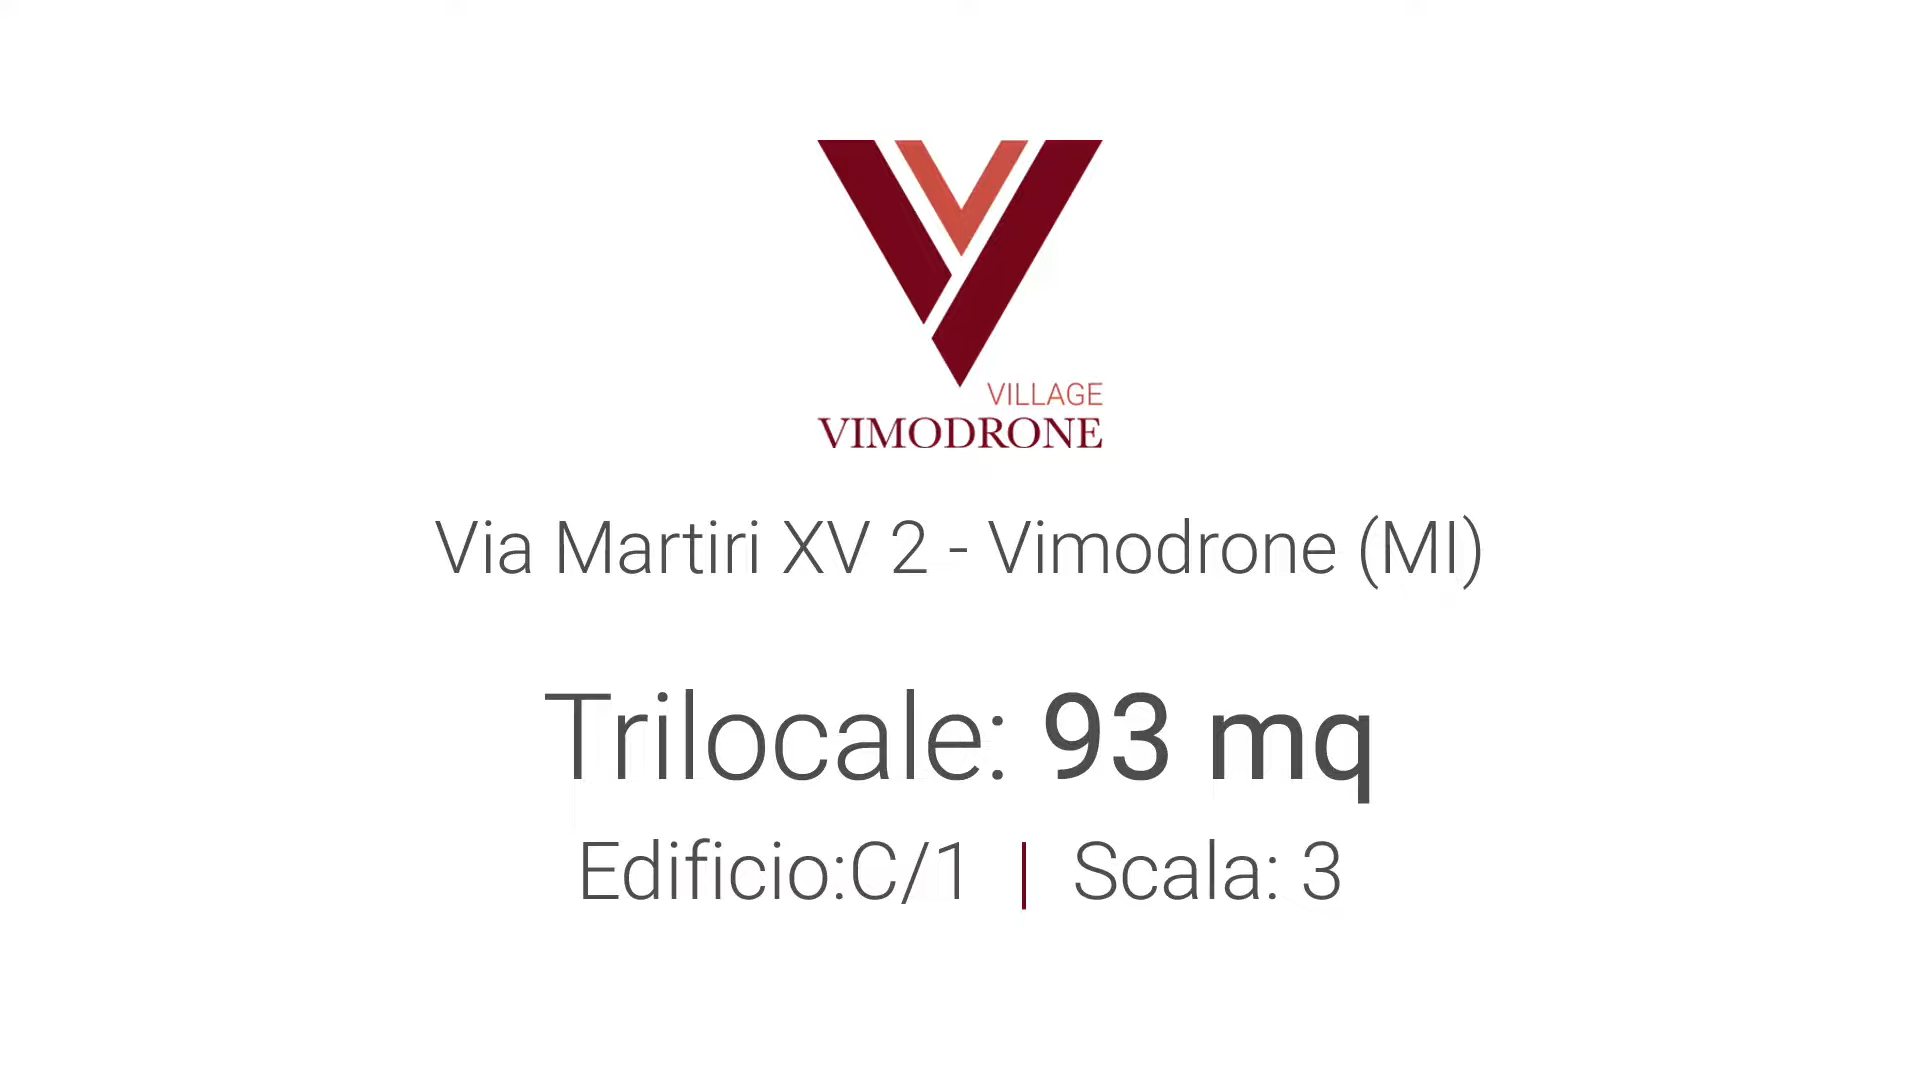 VILLAGE
VIMODRONE
Via Martiri XV 2 - Vimodrone (MI)
Trilocale: 93 mq
Edificio:C/1 | Scala: 3